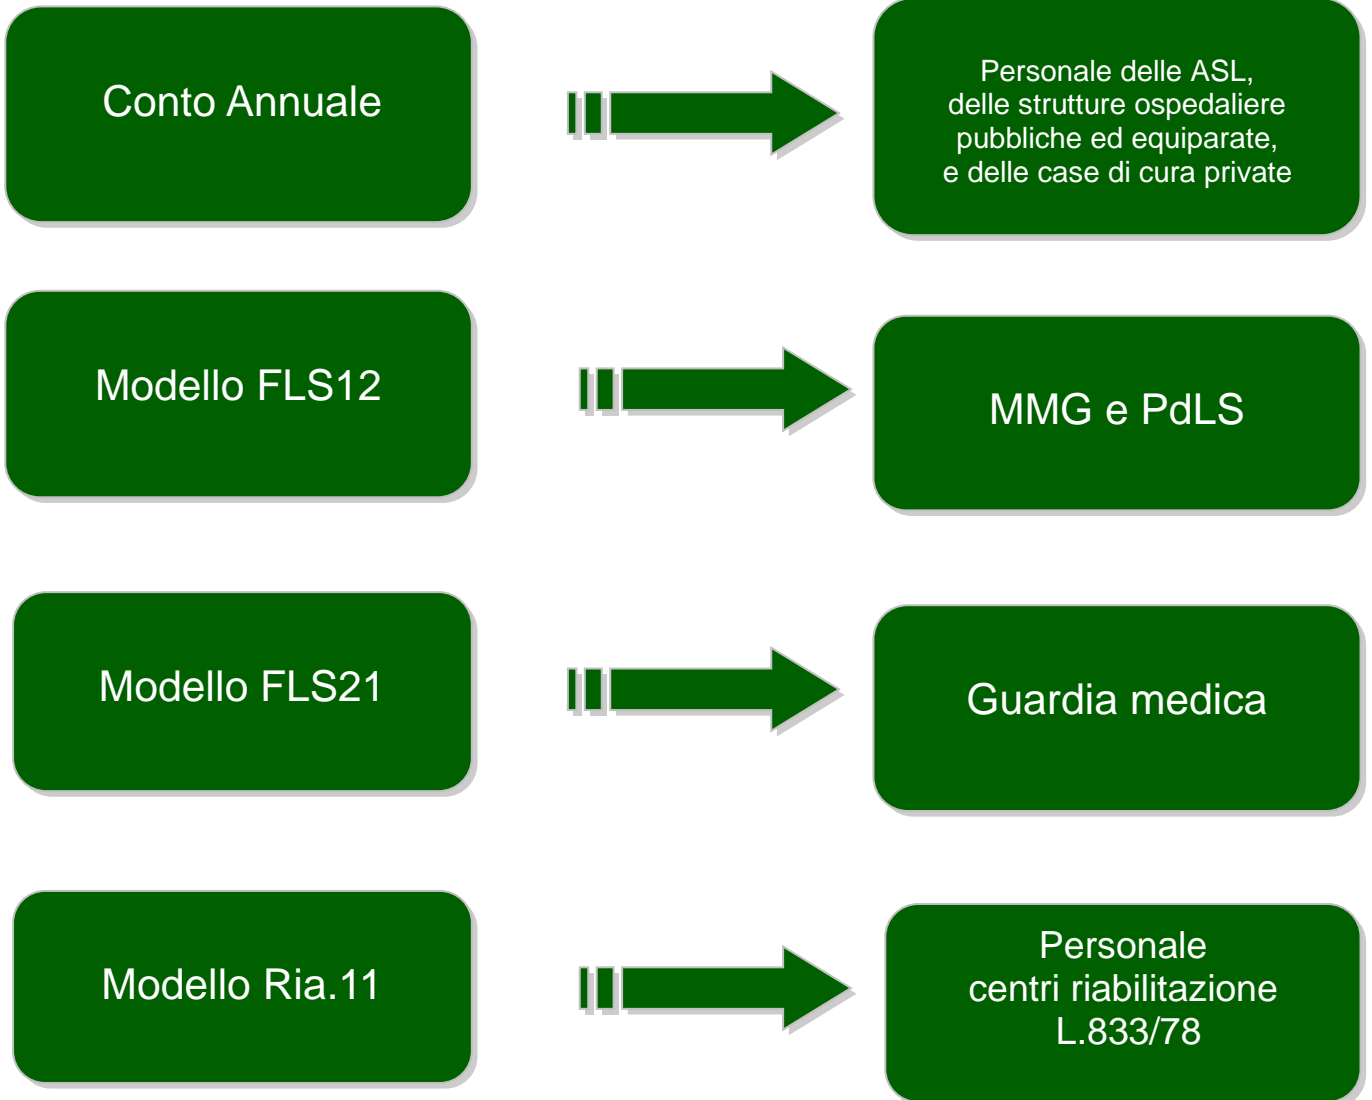 Conto Annuale
Personale delle ASL,
delle strutture ospedaliere
pubbliche ed equiparate,
e delle case di cura private
Modello FLS12
MMG e PdLS
Modello FLS21
Guardia medica
Modello Ria.11
Personale
centri riabilitazione
L.833/78